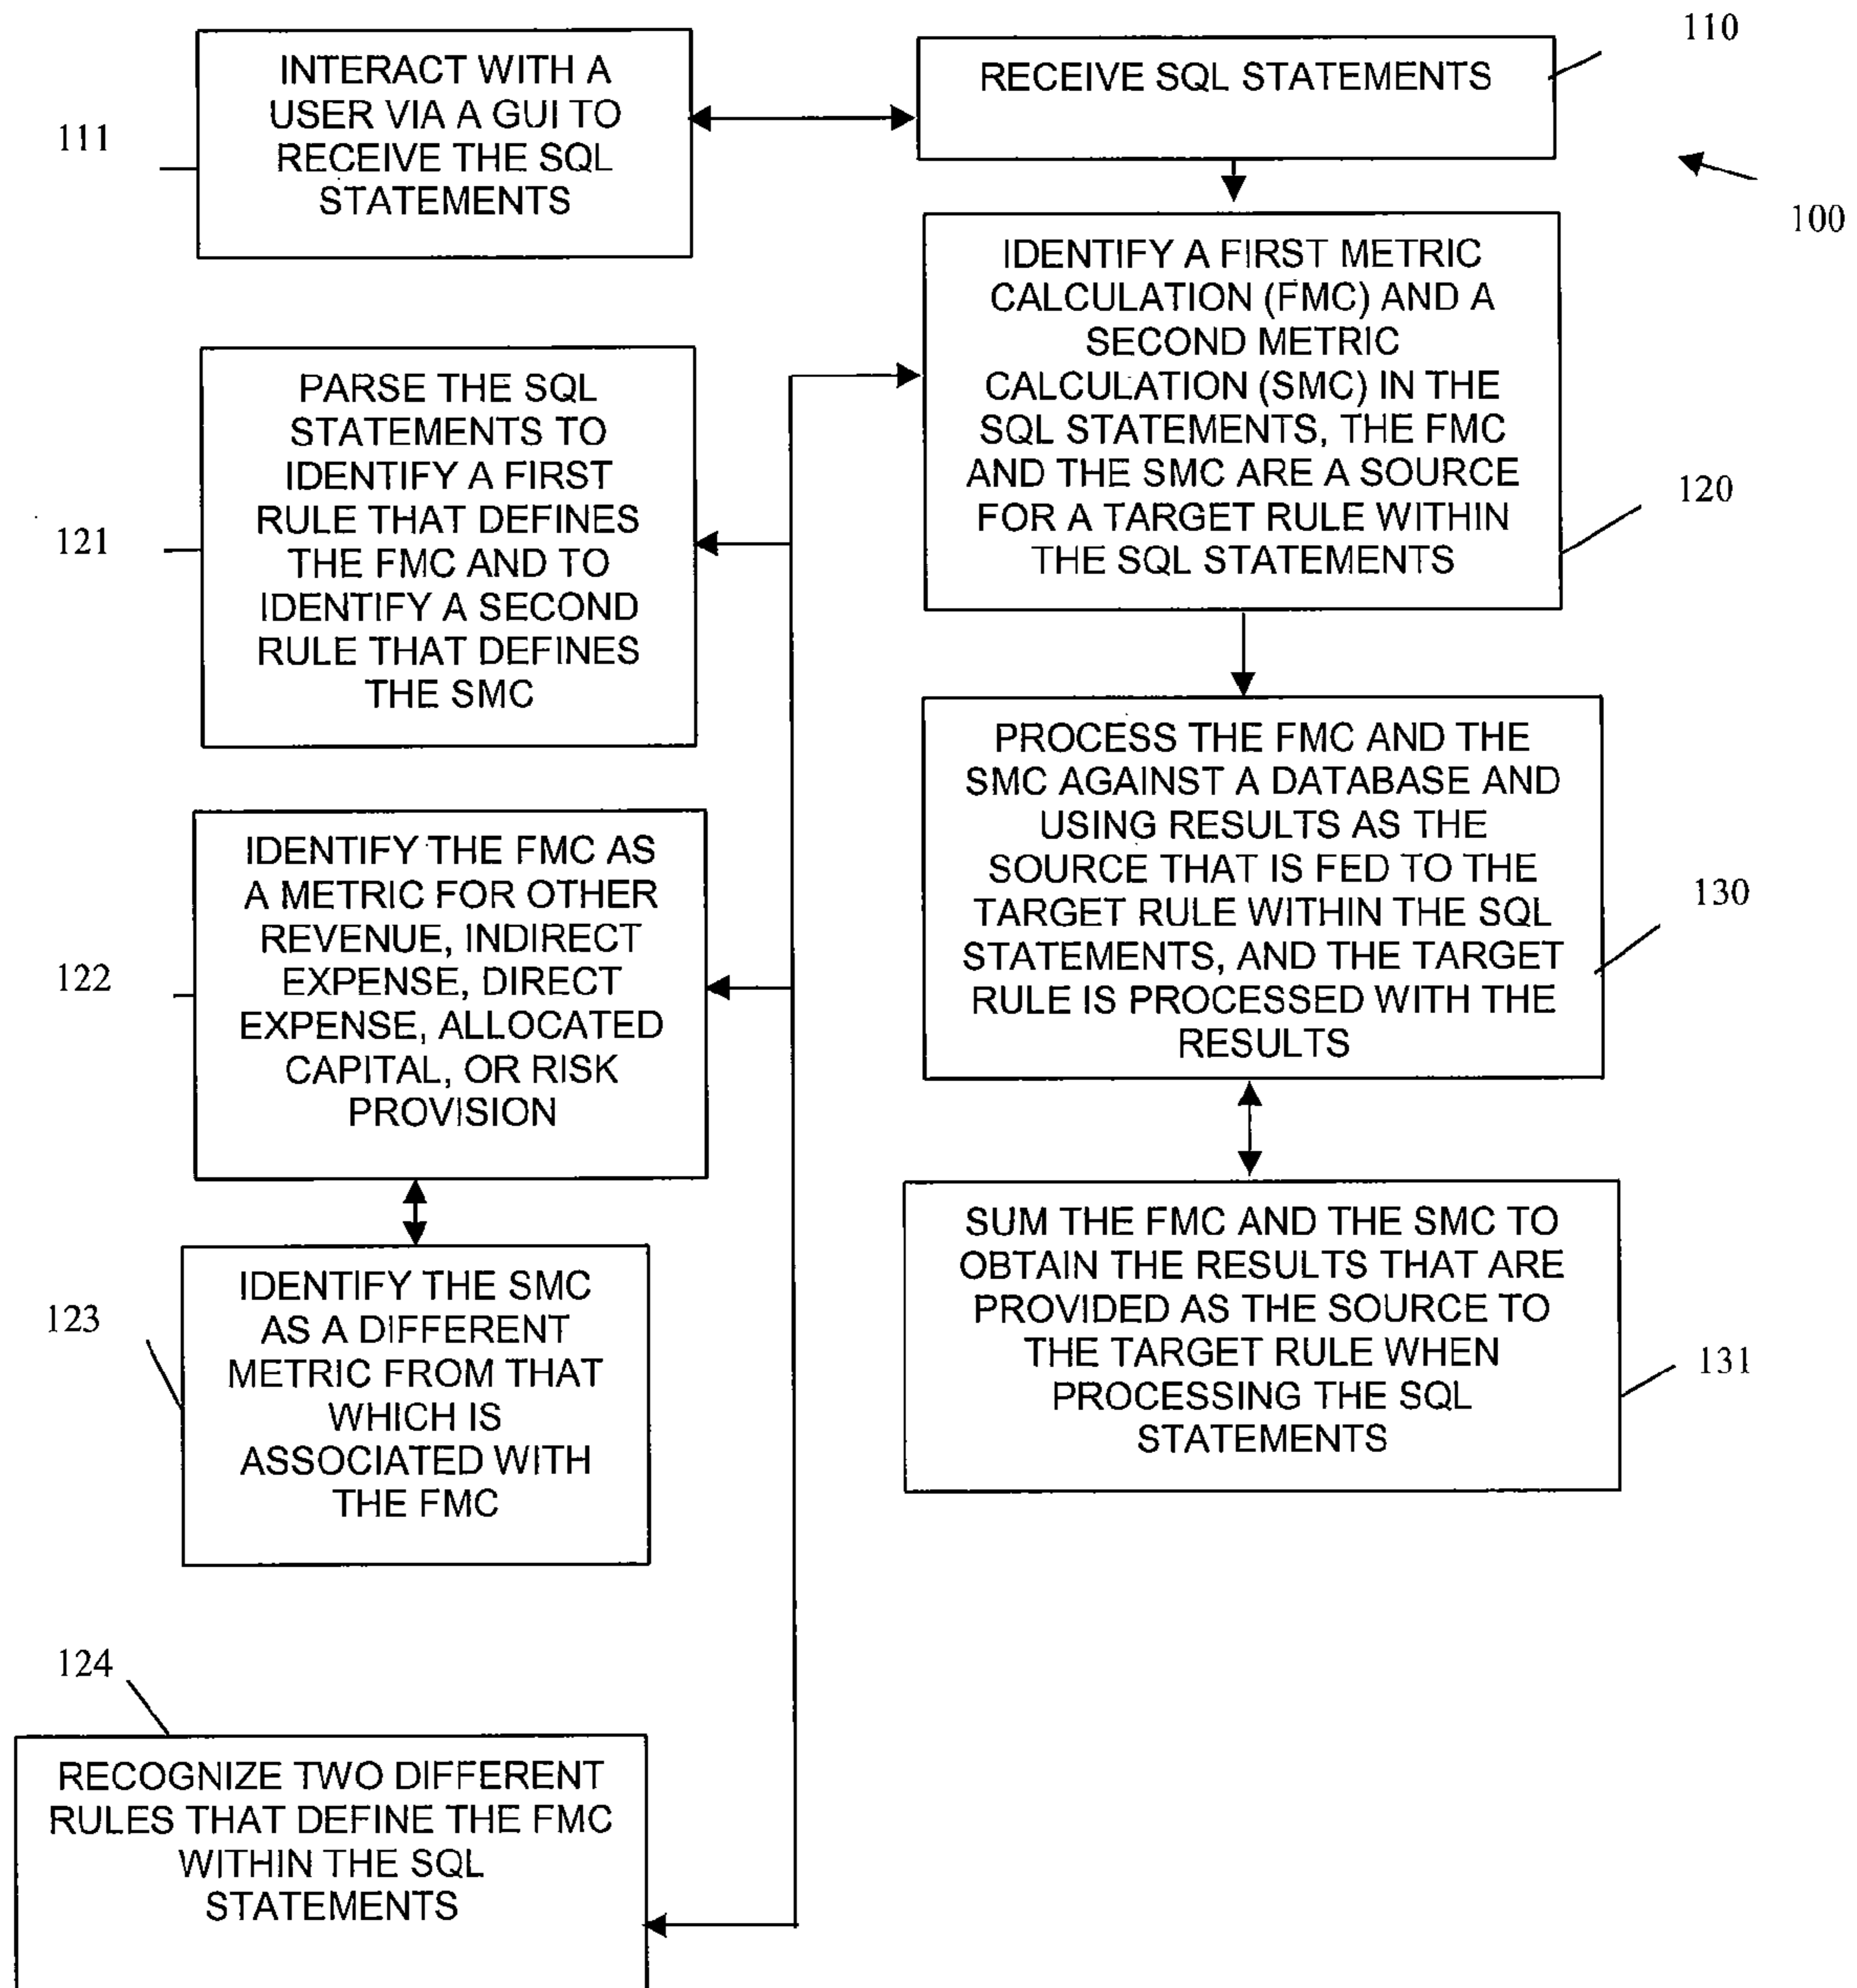 110
RECEIVE SQL STATEMENTS
100
111
INTERACT WITH A
USER VIA A GUI TO
RECEIVE THE SQL
STATEMENTS
IDENTIFY A FIRST METRIC
CALCULATION (FMC) AND A
SECOND METRIC
CALCULATION (SMC) IN THE
SQL STATEMENTS, THE FMC
AND THE SMC ARE A SOURCE
FOR A TARGET RULE WITHIN
THE SQL STATEMENTS
120
121
PARSE THE SQL
STATEMENTS TO
IDENTIFY A FIRST
RULE THAT DEFINES
THE FMC AND TO
IDENTIFY A SECOND
RULE THAT DEFINES
THE SMC
122
IDENTIFY THE FMC AS
A METRIC FOR OTHER
REVENUE, INDIRECT
EXPENSE, DIRECT
EXPENSE, ALLOCATED
CAPITAL, OR RISK
PROVISION
PROCESS THE FMC AND THE
SMC AGAINST A DATABASE AND
USING RESULTS AS THE
SOURCE THAT IS FED TO THE
TARGET RULE WITHIN THE SQL
STATEMENTS, AND THE TARGET
RULE IS PROCESSED WITH THE
RESULTS
130
123
IDENTIFY THE SMC
AS A DIFFERENT
METRIC FROM THAT
WHICH IS
ASSOCIATED WITH
THE FMC
SUM THE FMC AND THE SMC TO
OBTAIN THE RESULTS THAT ARE
PROVIDED AS THE SOURCE TO
THE TARGET RULE WHEN
PROCESSING THE SQL
STATEMENTS
131
124
RECOGNIZE TWO DIFFERENT
RULES THAT DEFINE THE FMC
WITHIN THE SQL
STATEMENTS